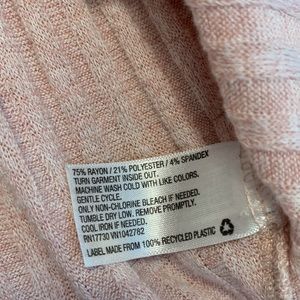 75% RAYON / 21% POLYESTER / 4% SPANDEX
TURN GARMENT INSIDE OUT.
MACHINE WASH COLD WITH LIKE COLORS.
GENTLE CYCLE.
ONLY NON-CHLORINE BLEACH IF NEEDED.
TUMBLE DRY LOW. REMOVE PROMPTLY.
COOL IRON IF NEEDED.
RN17730 VN1042782
LABEL MADE FROM 100% RECYCLED PLASTIC